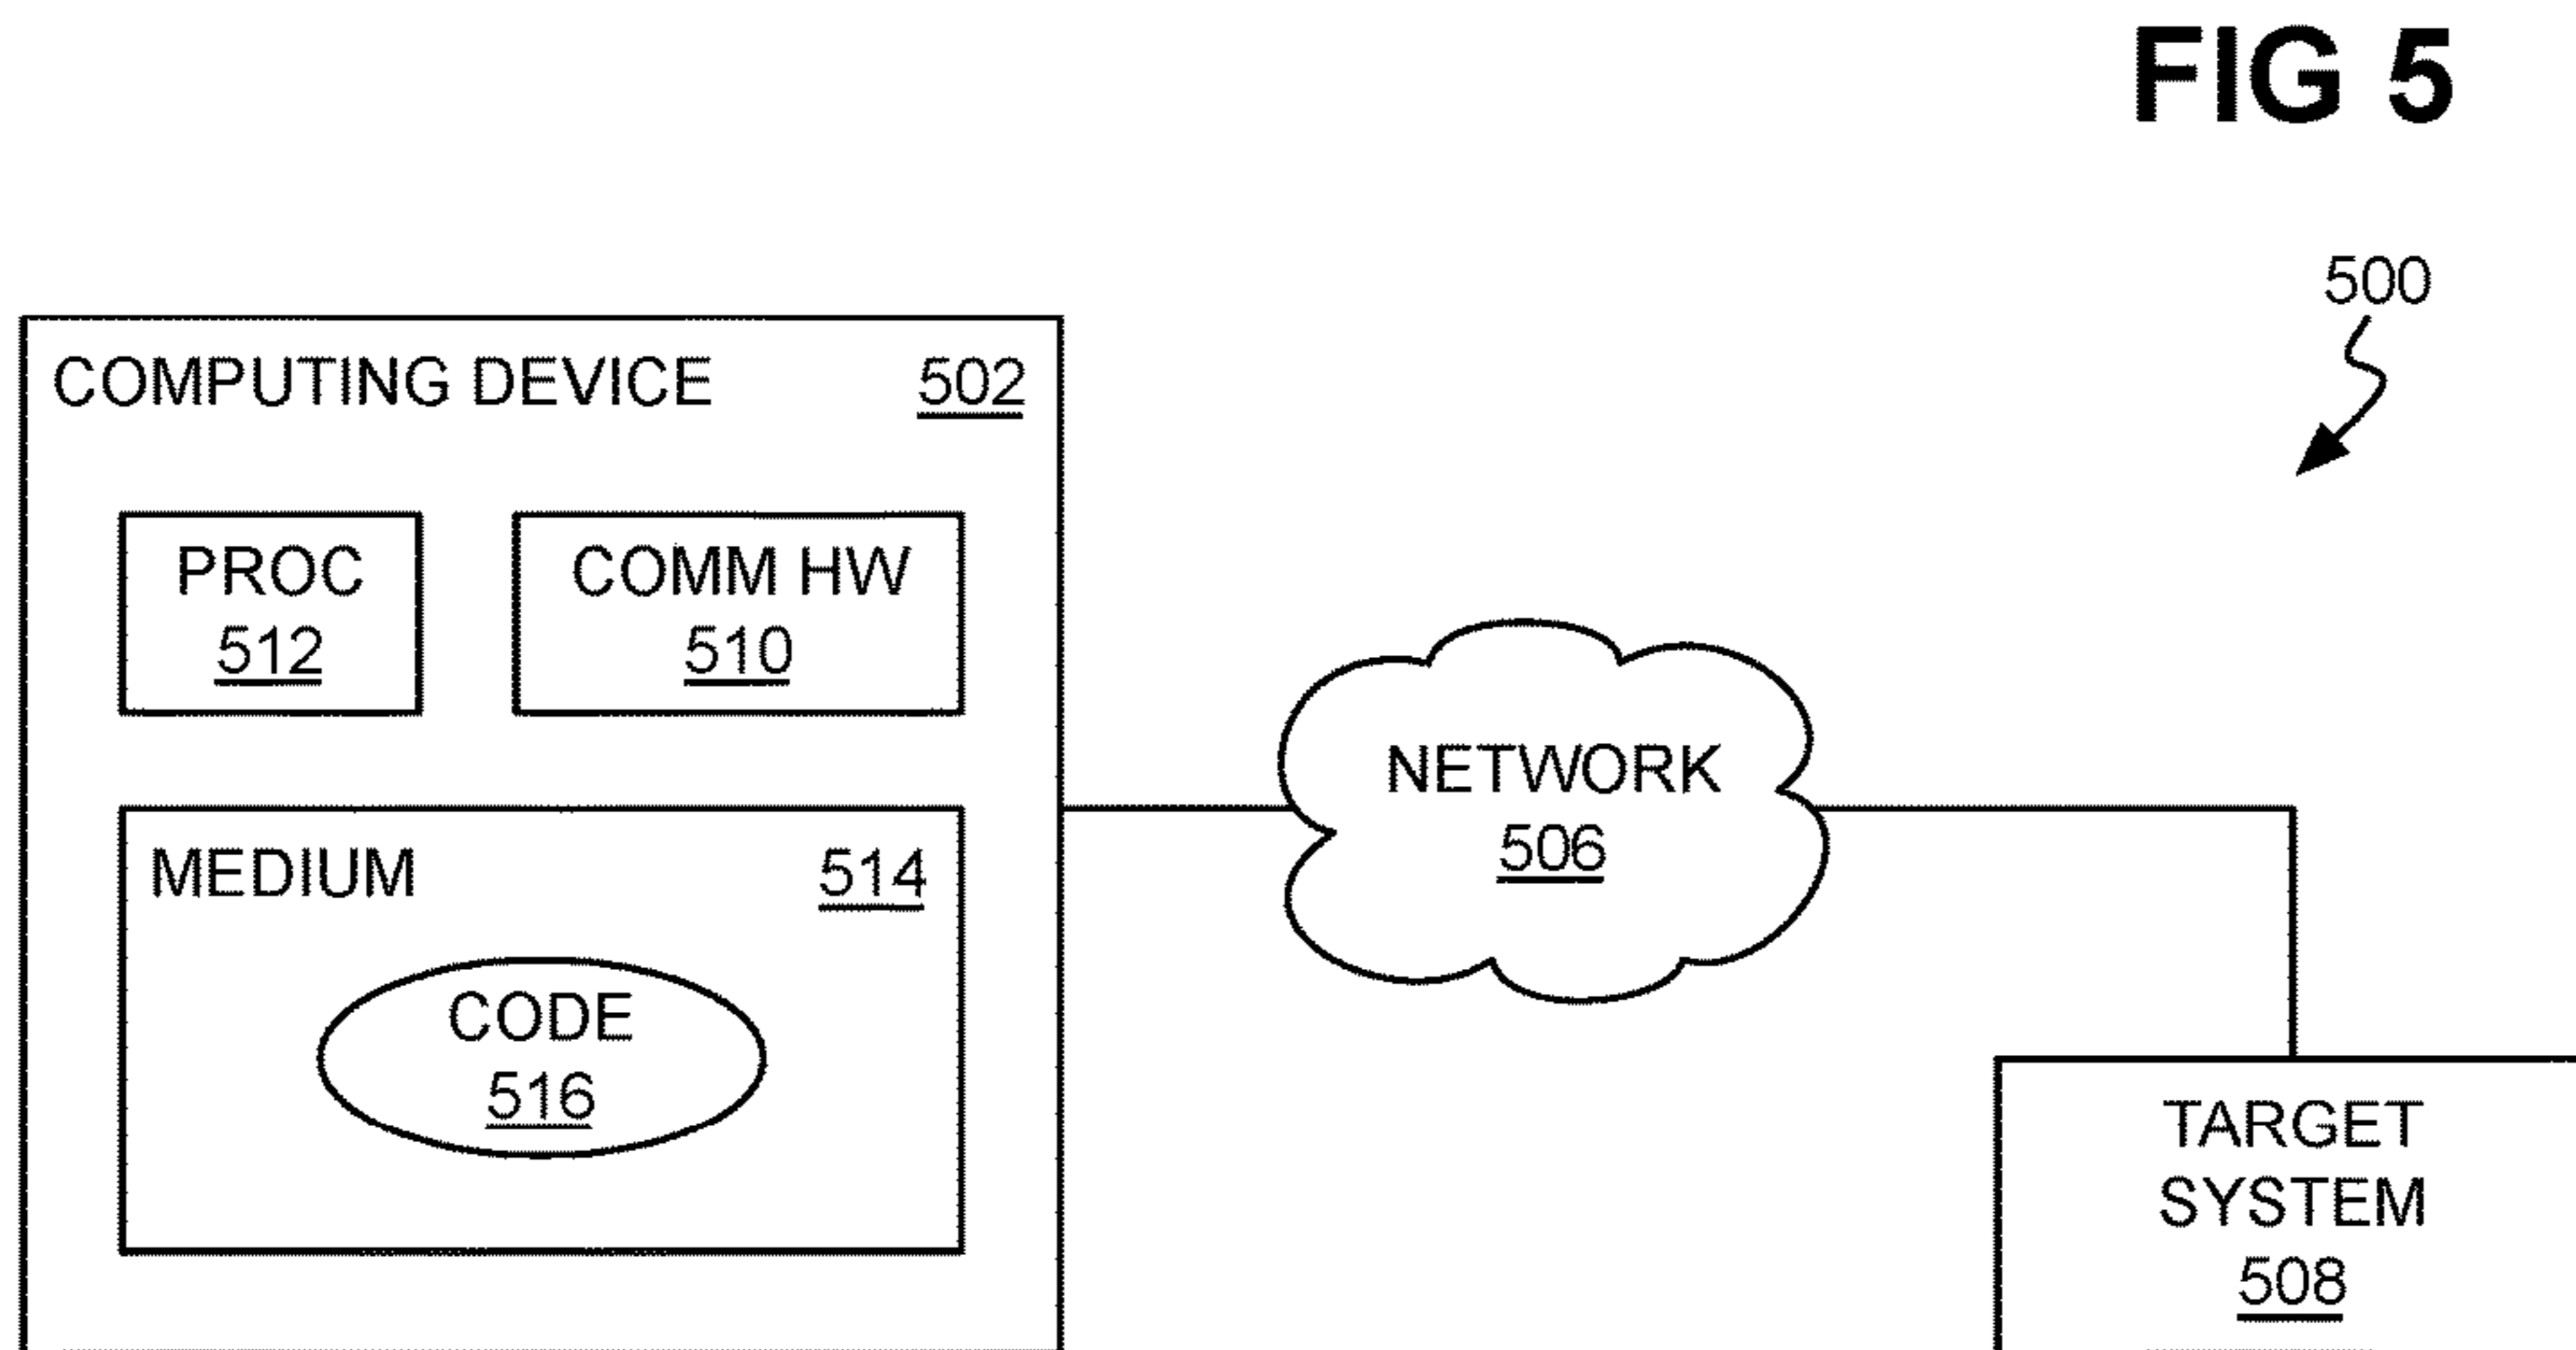 FIG 5
500
COMPUTING DEVICE 502
PROC
512
COMM HW
510
MEDIUM 514
CODE
516
NETWORK
506
TARGET
SYSTEM
508